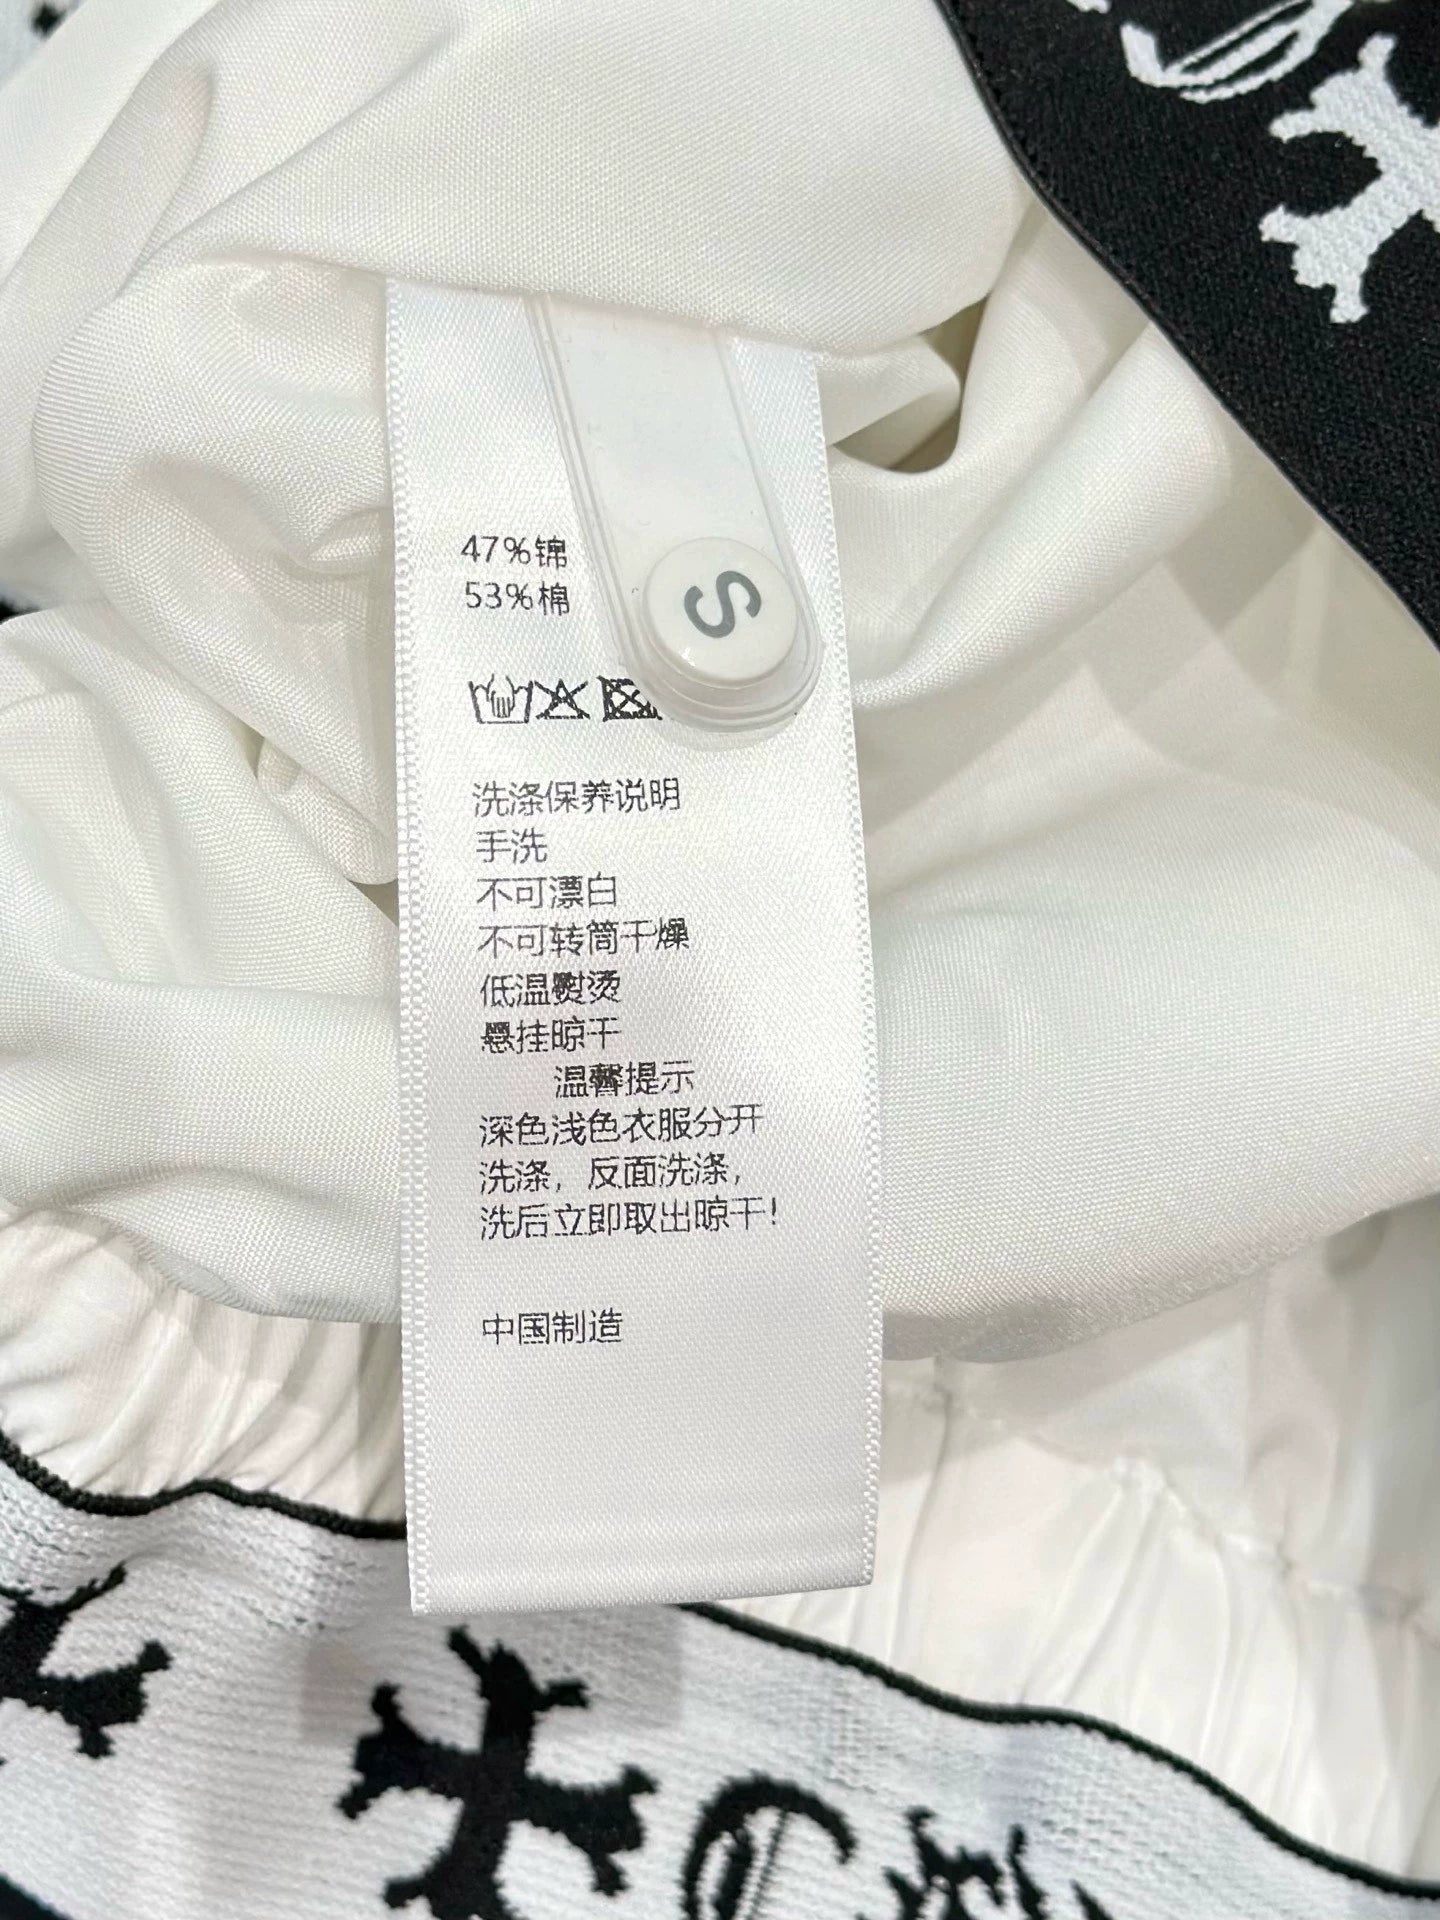 47%锦
53%棉
S
洗涤保养说明
手洗
不可漂白
不可转筒干燥
低温熨烫
悬挂晾干
温馨提示
深色浅色衣服分开
洗涤，反面洗涤，
洗后立即取出晾干！
中国制造